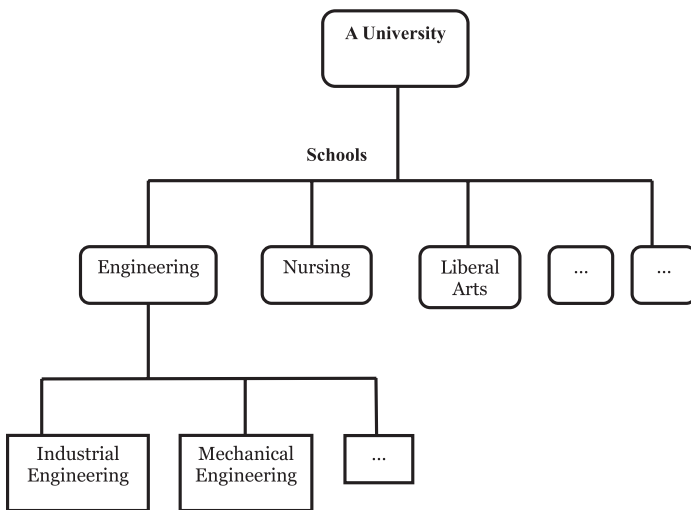 A University
Schools
Engineering
Nursing
Liberal
Arts
...
...
Industrial
Engineering
Mechanical
Engineering
...